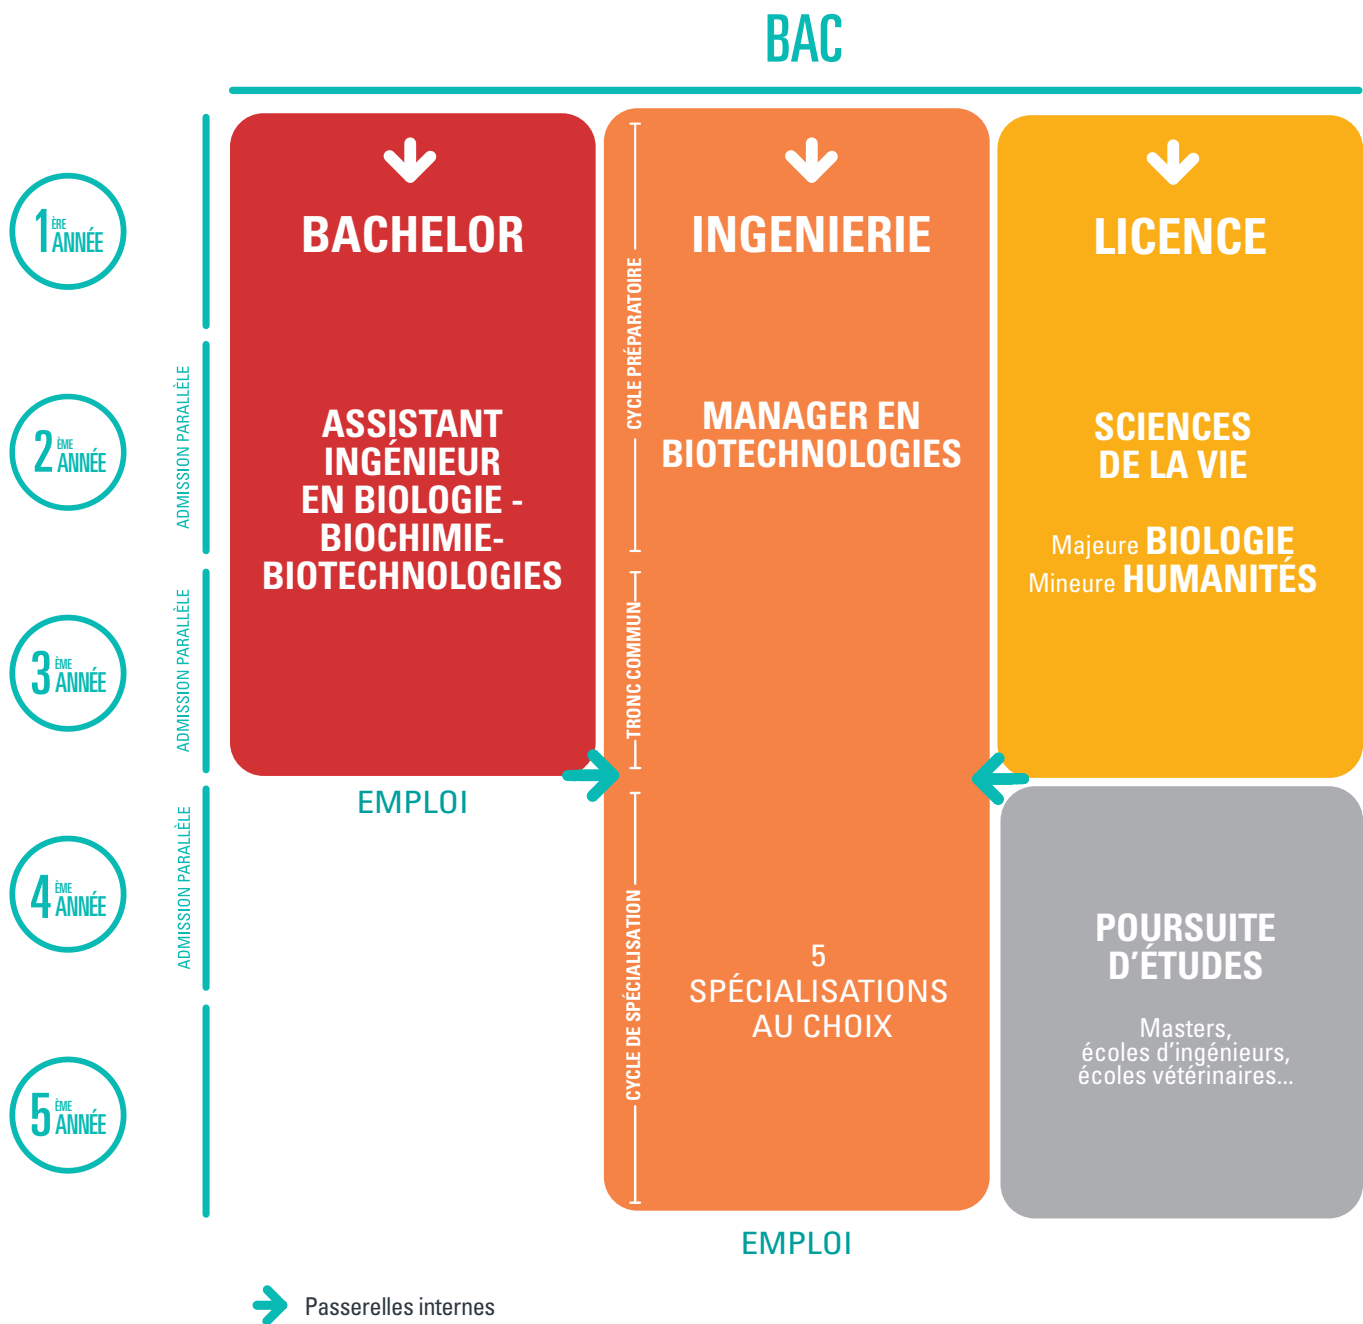 BAC
1ÈRE ANNÉE
2ÈME ANNÉE
3ÈME ANNÉE
4ÈME ANNÉE
5ÈME ANNÉE
ADMISSION PARALLÈLE
ADMISSION PARALLÈLE
ADMISSION PARALLÈLE
BACHELOR
ASSISTANT
INGÉNIEUR
EN BIOLOGIE -
BIOCHIMIE-
BIOTECHNOLOGIES
EMPLOI
CYCLE PRÉPARATOIRE
TRONC COMMUN
CYCLE DE SPÉCIALISATION
INGENIERIE
MANAGER EN
BIOTECHNOLOGIES
5
SPÉCIALISATIONS
AU CHOIX
EMPLOI
LICENCE
SCIENCES
DE LA VIE
Majeure BIOLOGIE
Mineure HUMANITÉS
POURSUITE
D'ÉTUDES
Masters,
écoles d'ingénieurs,
écoles vétérinaires...
Passerelles internes